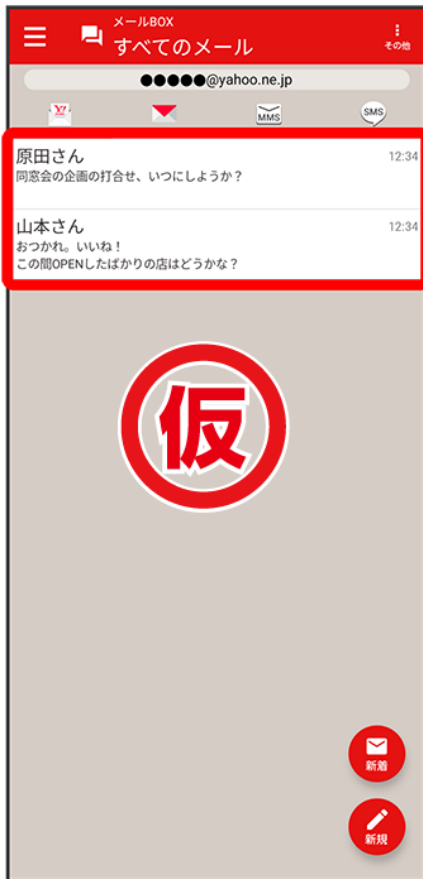 メールBOX
すべてのメール
その他
●●●●●@yahoo.ne.jp
Y!
MMS
SMS
原田さん
12:34
同窓会の企画の打合せ、いつにしようか？
山本さん
12:34
おつかれ。いいね！
この間OPENしたばかりの店はどうかな？
仮
新着
新規